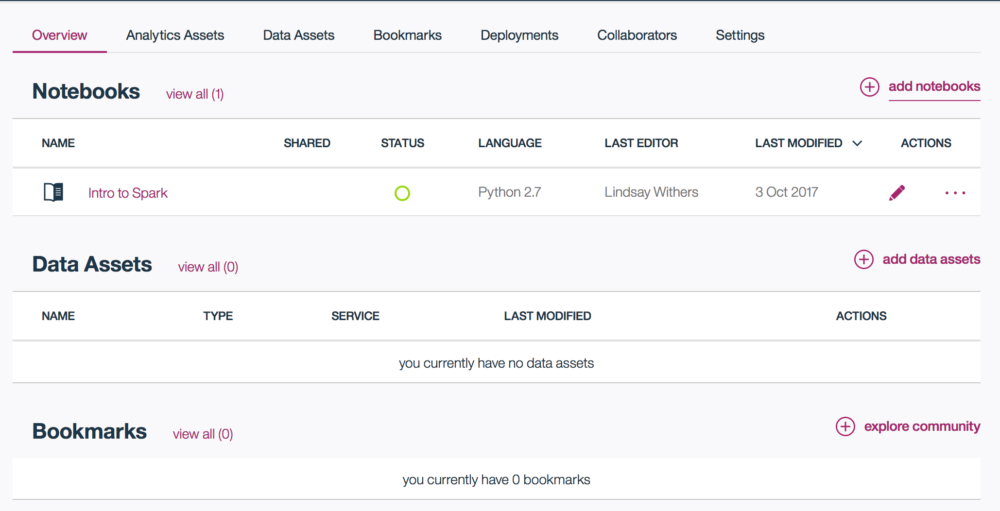 Overview Analytics Assets Data Assets Bookmarks Deployments Collaborators Settings
Notebooks view all (1) add notebooks
NAME SHARED STATUS LANGUAGE LAST EDITOR LAST MODIFIED ACTIONS
Intro to Spark Python 2.7 Lindsay Withers 3 Oct 2017
Data Assets view all (0) add data assets
NAME TYPE SERVICE LAST MODIFIED ACTIONS
you currently have no data assets
Bookmarks view all (0) explore community
you currently have 0 bookmarks